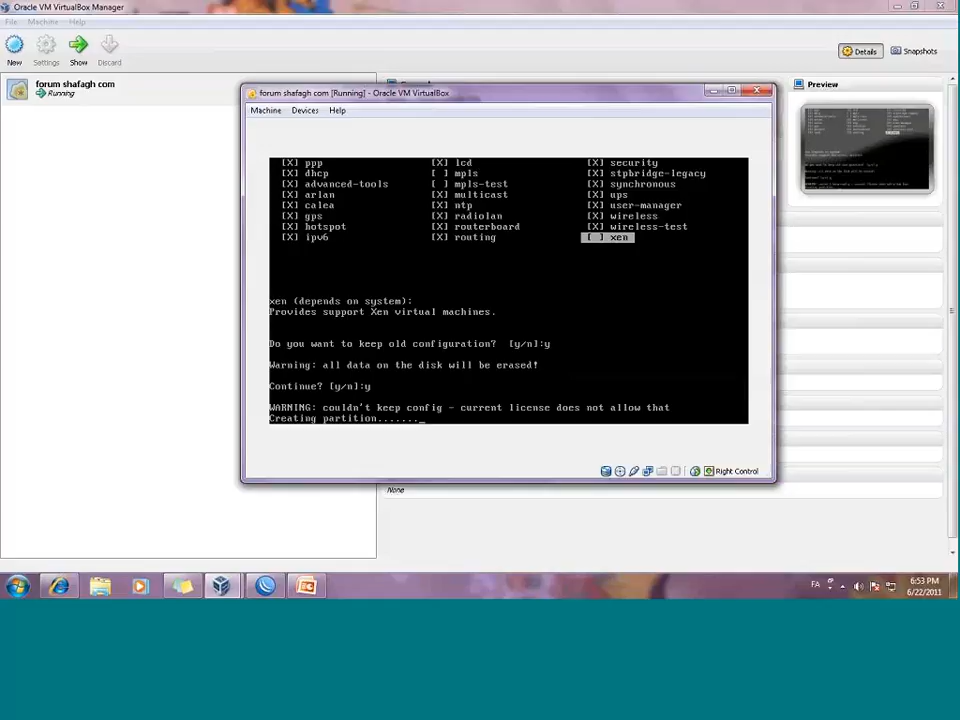 Oracle VM VirtualBox Manager
File Machine Help
New Settings Show Discard
Details Snapshots
forum shafagh com
Running
Preview
forum shafagh com [Running] - Oracle VM VirtualBox
Machine Devices Help
[X] ppp [X] lcd [X] security
[X] dhcp [ ] mpls [X] stpbridge-legacy
[X] advanced-tools [ ] mpls-test [X] synchronous
[X] arlan [X] multicast [X] ups
[X] calea [X] ntp [X] user-manager
[X] gps [X] radiolan [X] wireless
[X] hotspot [X] routerboard [X] wireless-test
[X] ipv6 [X] routing [ ] xen
xen (depends on system):
Provides support Xen virtual machines.
Do you want to keep old configuration? [y/n]:y
Warning: all data on the disk will be erased!
Continue? [y/n]:y
WARNING: couldn't keep config - current license does not allow that
Creating partition......._
Right Control
None
FA
6:53 PM
6/22/2011